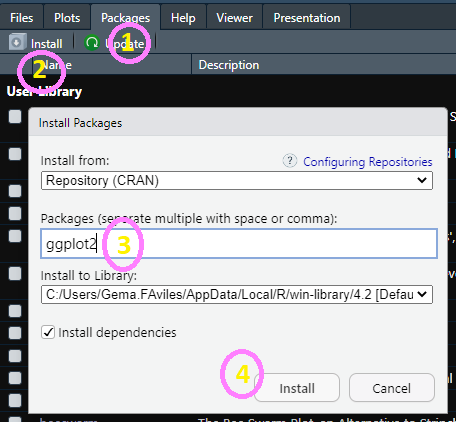 Files Plots Packages Help Viewer Presentation
Install Update 1
2 Name Description
User Library
Install Packages
Install from:
? Configuring Repositories
Repository (CRAN)
Packages (separate multiple with space or comma):
ggplot2 3
Install to Library:
C:/Users/Gema.FAviles/AppData/Local/R/win-library/4.2 [Defau
Install dependencies
4 Install Cancel